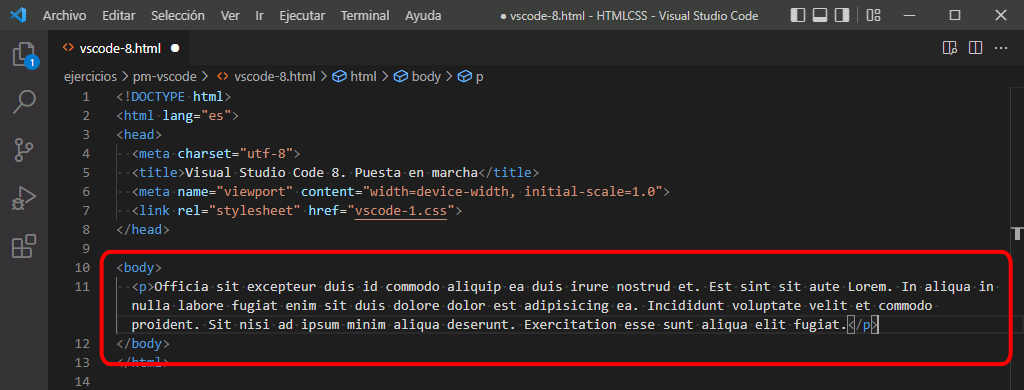 Archivo Editar Selección Ver Ir Ejecutar Terminal Ayuda ● vscode-8.html - HTMLCSS - Visual Studio Code
vscode-8.html ●
1
ejercicios > pm-vscode > vscode-8.html > html > body > p
1 <!DOCTYPE html>
2 <html lang="es">
3 <head>
4 <meta charset="utf-8">
5 <title>Visual Studio Code 8. Puesta en marcha</title>
6 <meta name="viewport" content="width=device-width, initial-scale=1.0">
7 <link rel="stylesheet" href="vscode-1.css">
8 </head>
9
10 <body>
11 <p>Officia sit excepteur duis id commodo aliquip ea duis irure nostrud et. Est sint sit aute Lorem. In aliqua in
nulla labore fugiat enim sit duis dolore dolor est adipisicing ea. Incididunt voluptate velit et commodo
proident. Sit nisi ad ipsum minim aliqua deserunt. Exercitation esse sunt aliqua elit fugiat.</p>
12 </body>
13 </html>
14